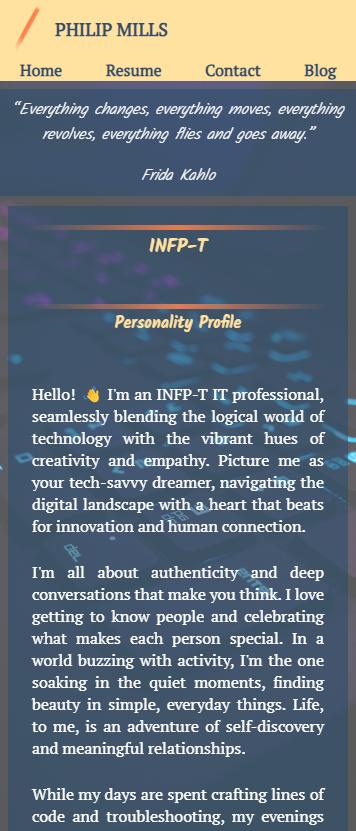 PHILIP MILLS
Home Resume Contact Blog
“Everything changes, everything moves, everything
revolves, everything flies and goes away.”
Frida Kahlo
INFP-T
Personality Profile
Hello! 👋 I'm an INFP-T IT professional,
seamlessly blending the logical world of
technology with the vibrant hues of
creativity and empathy. Picture me as
your tech-savvy dreamer, navigating the
digital landscape with a heart that beats
for innovation and human connection.
I'm all about authenticity and deep
conversations that make you think. I love
getting to know people and celebrating
what makes each person special. In a
world buzzing with activity, I'm the one
soaking in the quiet moments, finding
beauty in simple, everyday things. Life,
to me, is an adventure of self-discovery
and meaningful relationships.
While my days are spent crafting lines of
code and troubleshooting, my evenings